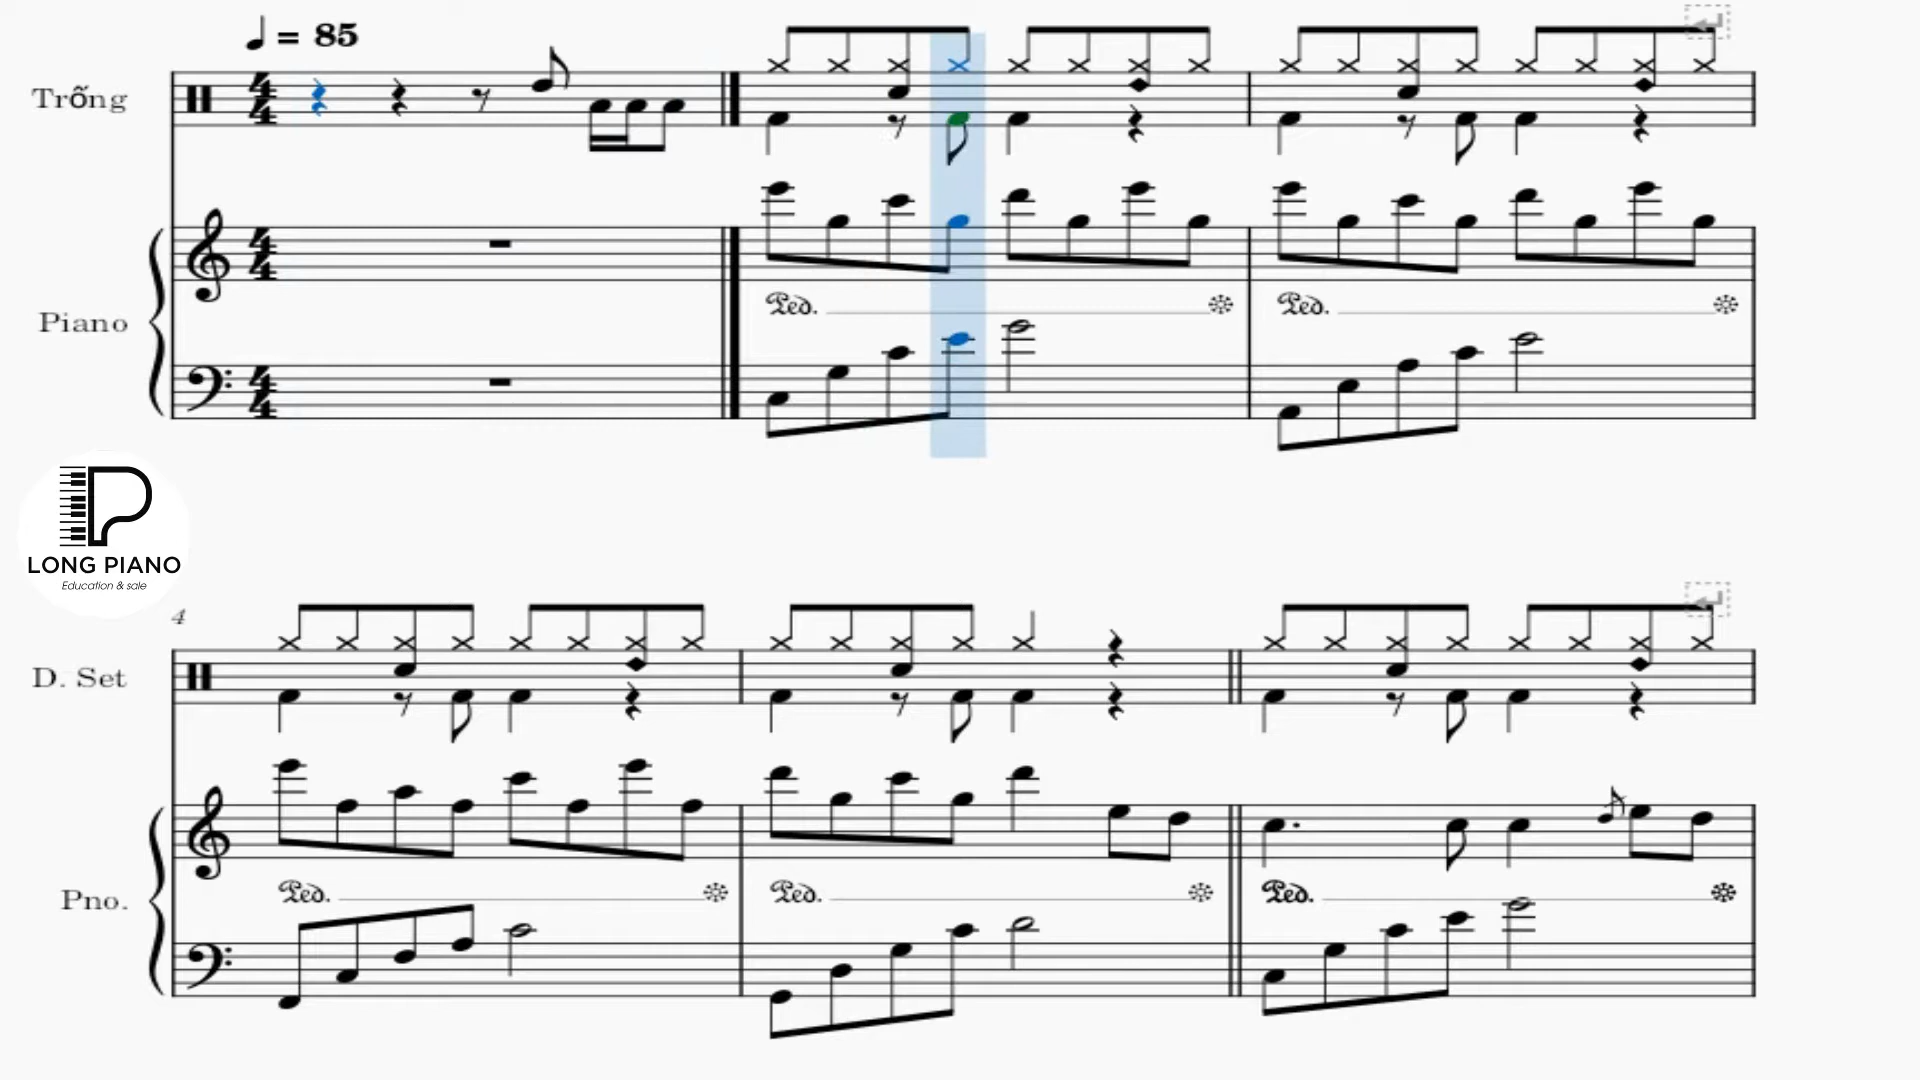 ♩ = 85
Trống
Piano
Ped.
Ped.
LONG PIANO
Education & sale
4
D. Set
Pno.
Ped.
Ped.
Ped.